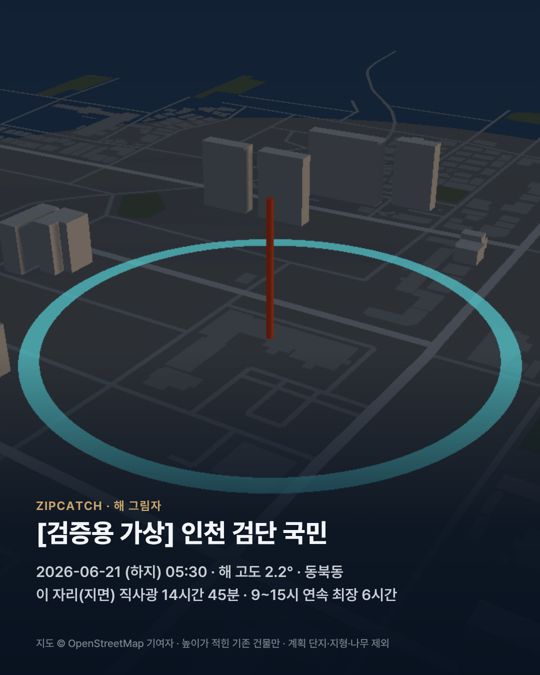 ZIPCATCH · 해 그림자
[검증용 가상] 인천 검단 국민
2026-06-21 (하지) 05:30 · 해 고도 2.2° · 동북동
이 자리(지면) 직사광 14시간 45분 · 9~15시 연속 최장 6시간
지도 © OpenStreetMap 기여자 · 높이가 적힌 기존 건물만 · 계획 단지·지형·나무 제외